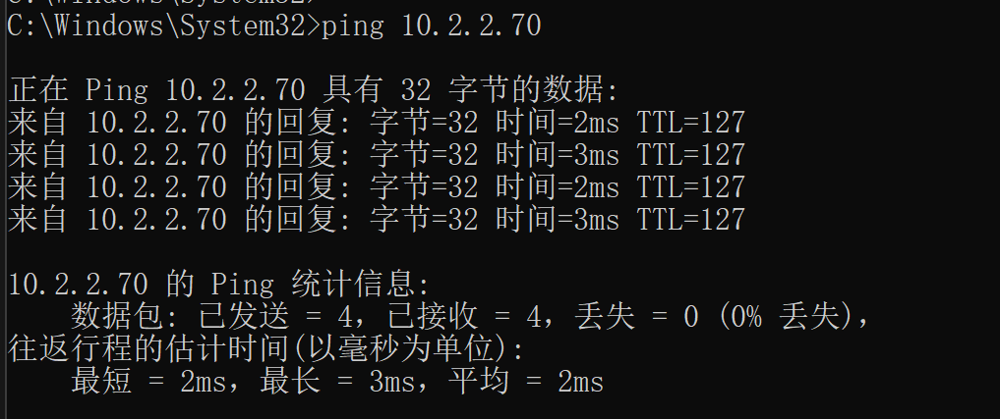 C:\Windows\System32>
C:\Windows\System32>ping 10.2.2.70
正在 Ping 10.2.2.70 具有 32 字节的数据:
来自 10.2.2.70 的回复: 字节=32 时间=2ms TTL=127
来自 10.2.2.70 的回复: 字节=32 时间=3ms TTL=127
来自 10.2.2.70 的回复: 字节=32 时间=2ms TTL=127
来自 10.2.2.70 的回复: 字节=32 时间=3ms TTL=127
10.2.2.70 的 Ping 统计信息:
数据包: 已发送 = 4，已接收 = 4，丢失 = 0 (0% 丢失)，
往返行程的估计时间(以毫秒为单位):
最短 = 2ms，最长 = 3ms，平均 = 2ms